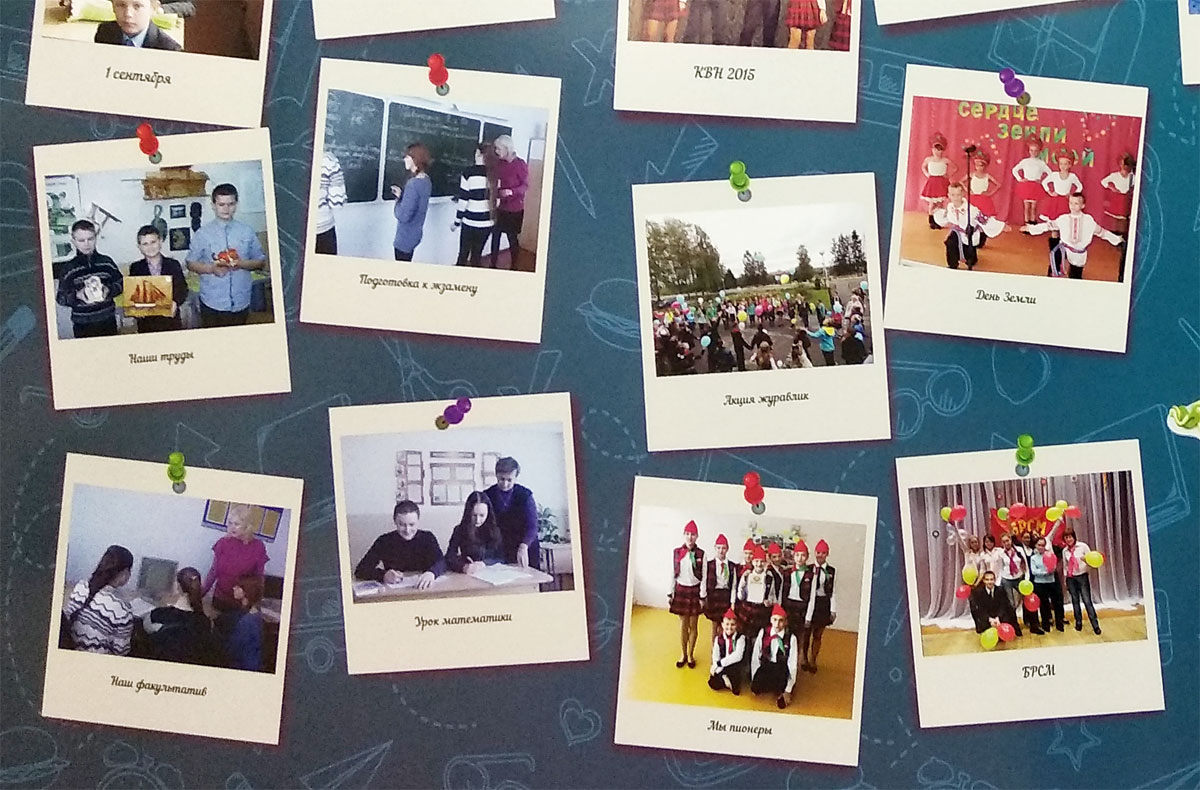 1 сентября
КВН 2015
Сердце
земли
моей
Подготовка к экзамену
День Земли
Наши труды
Акция журавлик
БРСМ
Урок математики
БРСМ
Наш факультатив
Мы пионеры